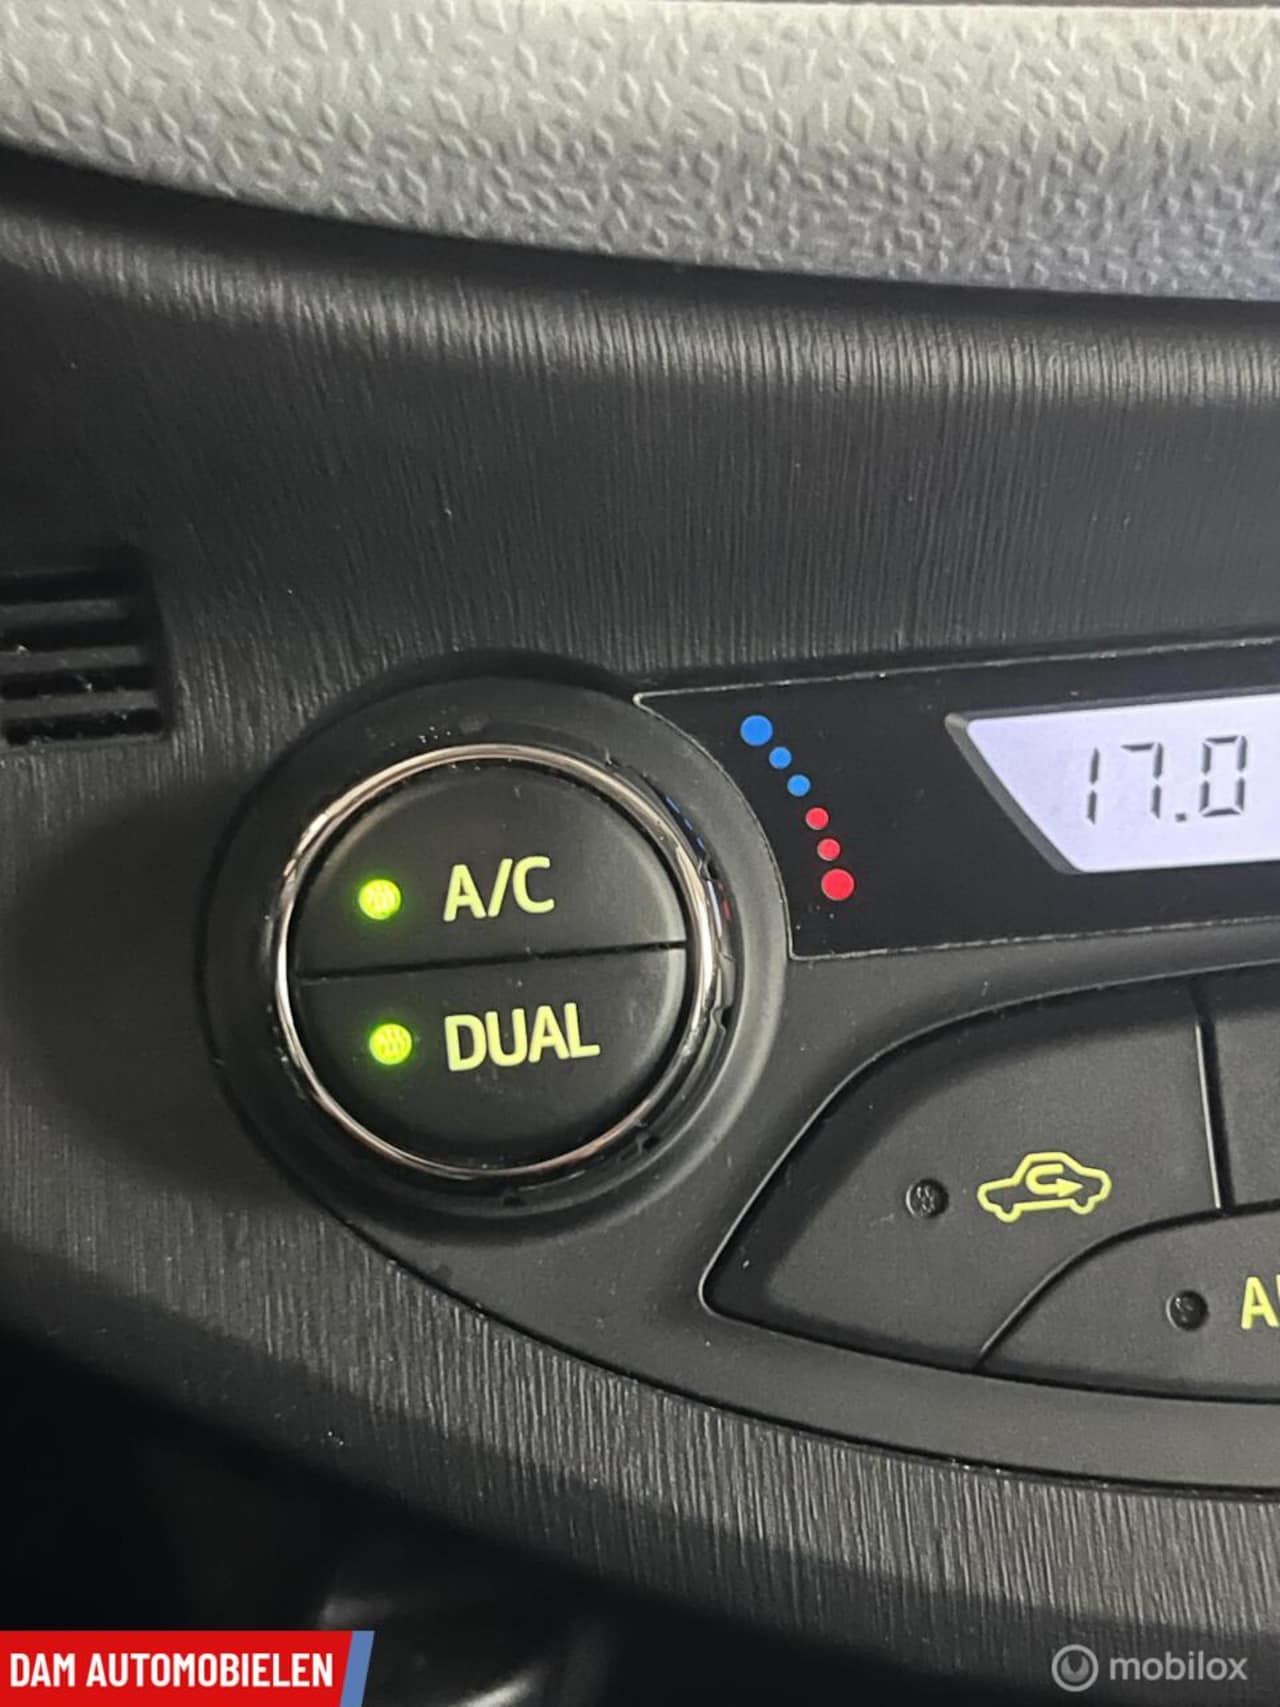 17.0
A/C
DUAL
DAM AUTOMOBIELEN
mobilox